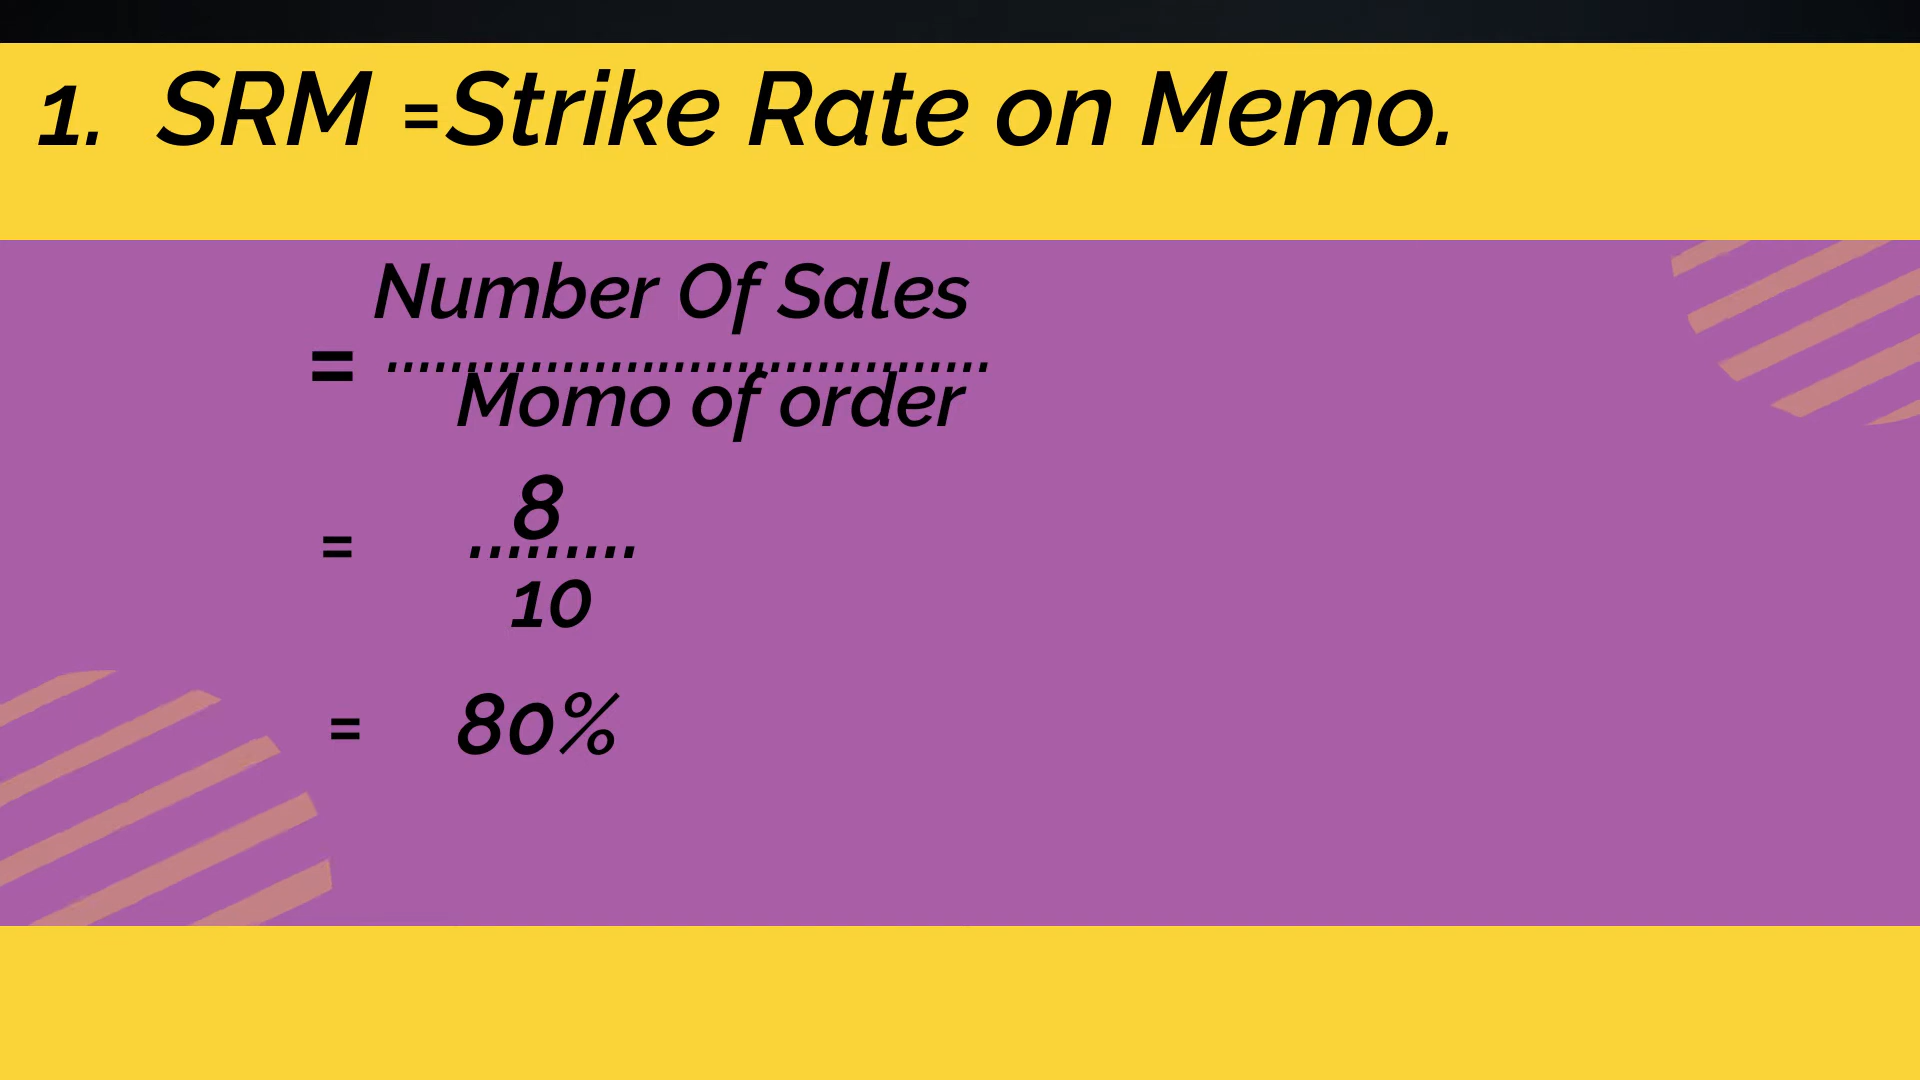 1. SRM =Strike Rate on Memo.
Number Of Sales
= ......................................
Momo of order
8
= .........
10
= 80%